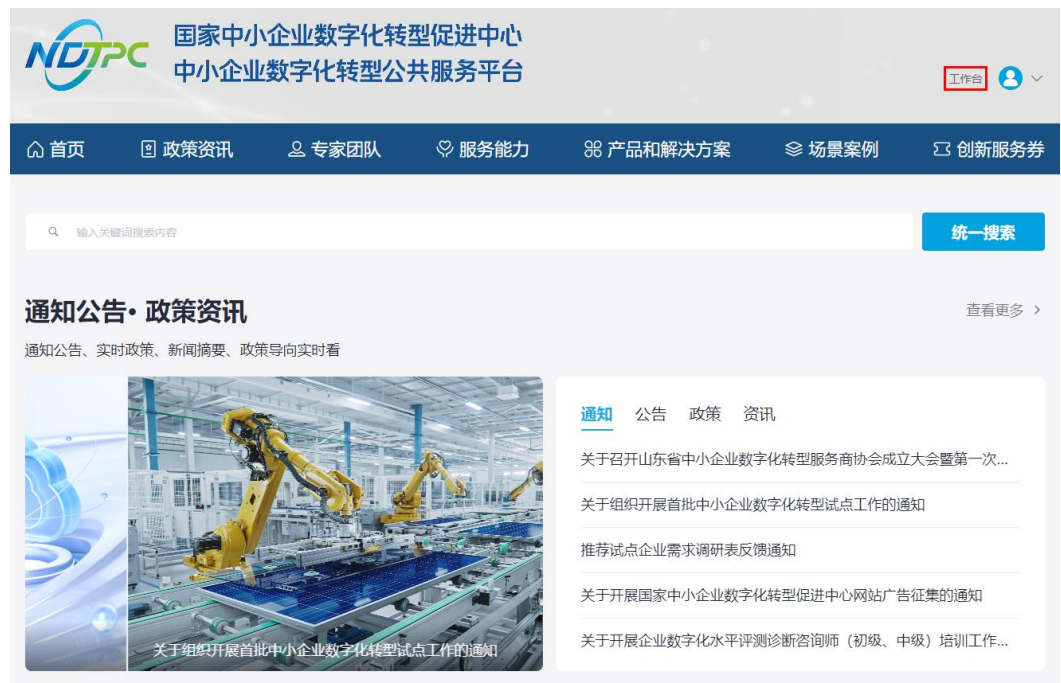 NDTPC
国家中小企业数字化转型促进中心
中小企业数字化转型公共服务平台
工作台
首页 政策资讯 专家团队 服务能力 产品和解决方案 场景案例 创新服务券
输入关键词搜索内容
统一搜索
通知公告• 政策资讯
查看更多 >
通知公告、实时政策、新闻摘要、政策导向实时看
通知 公告 政策 资讯
关于召开山东省中小企业数字化转型服务商协会成立大会暨第一次...
关于组织开展首批中小企业数字化转型试点工作的通知
推荐试点企业需求调研表反馈通知
关于开展国家中小企业数字化转型促进中心网站广告征集的通知
关于开展企业数字化水平评测诊断咨询师（初级、中级）培训工作...
关于组织开展首批中小企业数字化转型试点工作的通知